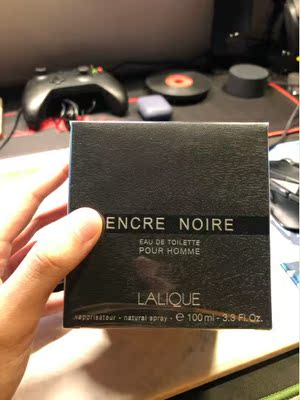 ENCRE NOIRE
EAU DE TOILETTE
POUR HOMME
LALIQUE
vaporisateur - natural spray - ℮ 100 ml - 3.3 Fl.Oz.